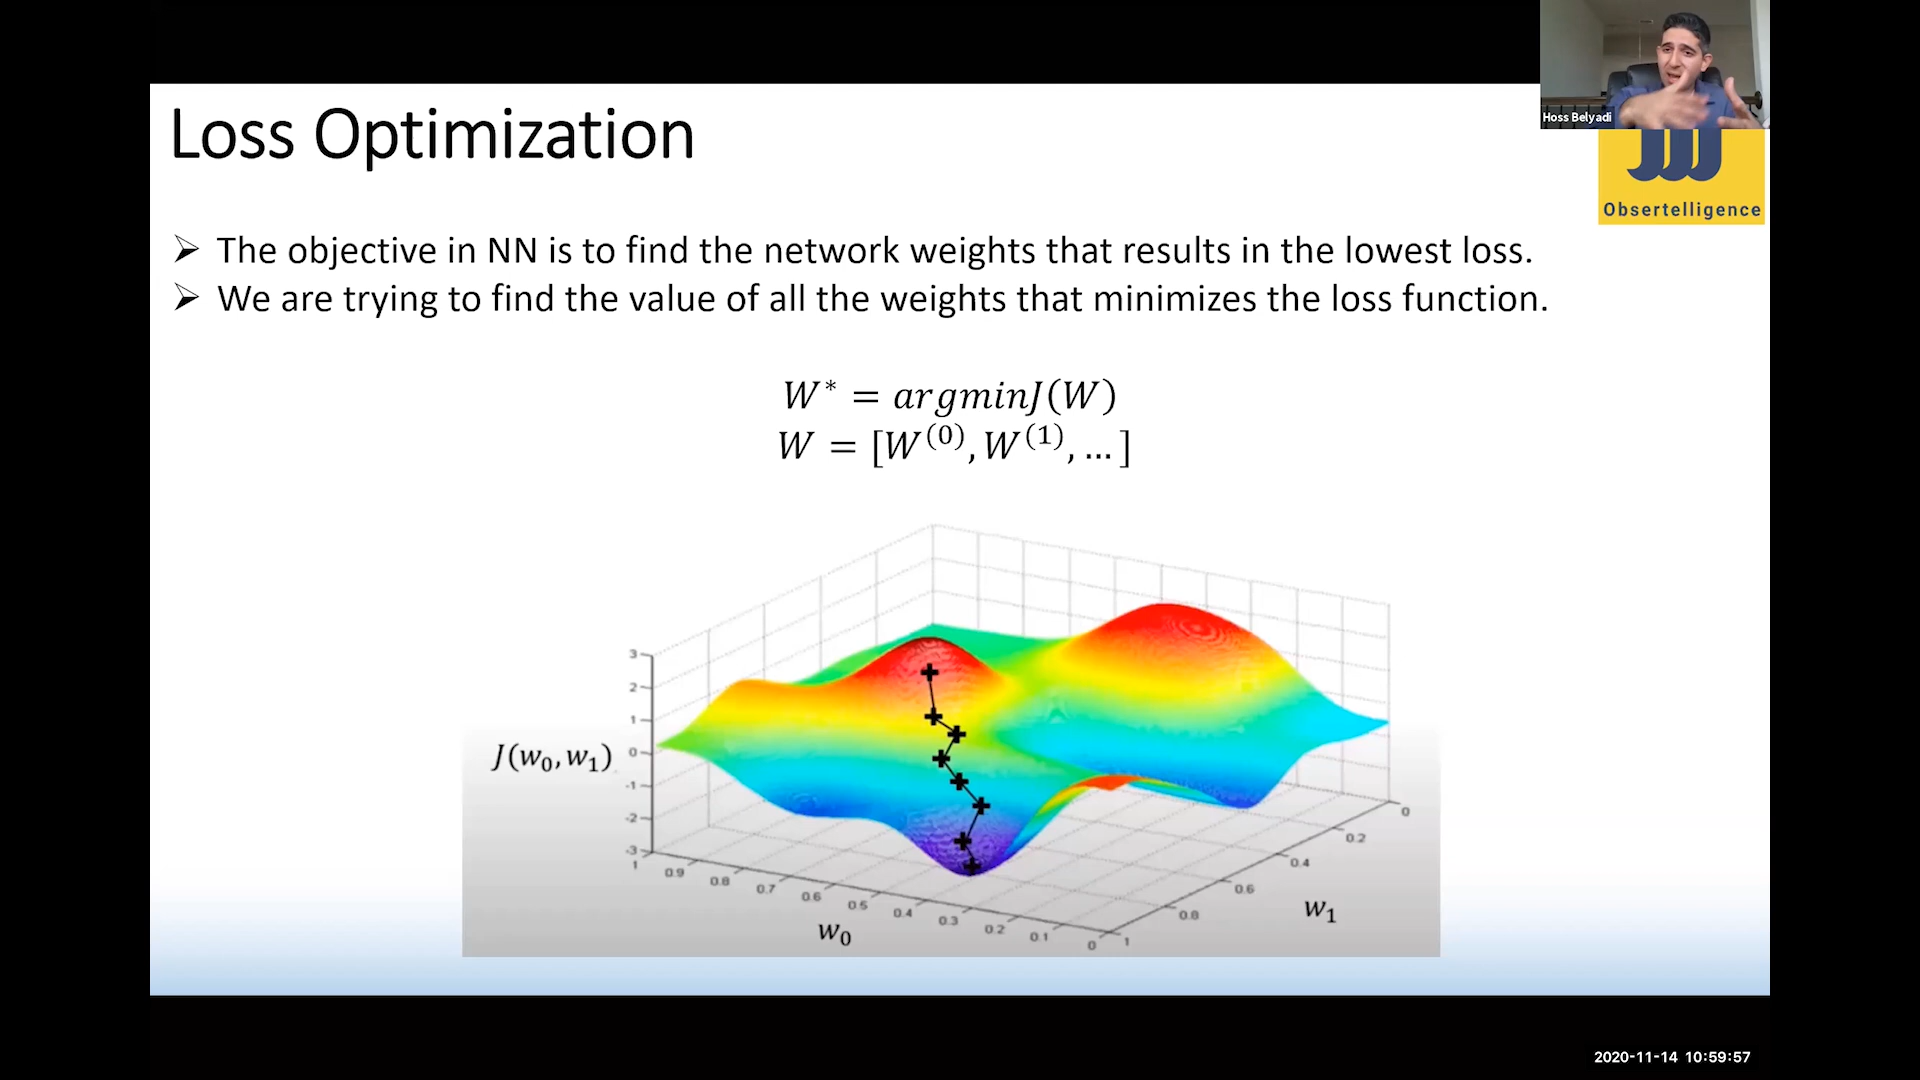 Hoss Belyadi
Obsertelligence
Loss Optimization
➢ The objective in NN is to find the network weights that results in the lowest loss.
➢ We are trying to find the value of all the weights that minimizes the loss function.
W* = argminJ(W)
W = [W⁽⁰⁾, W⁽¹⁾, … ]
J(w₀, w₁)
3
2
1
0
-1
-2
-3
1 0.9 0.8 0.7 0.6 0.5 0.4 0.3 0.2 0.1 0
w₀
1 0.8 0.6 0.4 0.2 0
w₁
2020-11-14 10:59:57